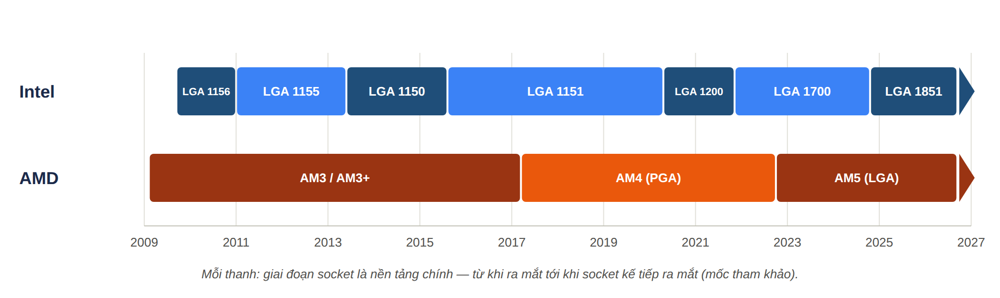 Intel
LGA 1156
LGA 1155
LGA 1150
LGA 1151
LGA 1200
LGA 1700
LGA 1851
AMD
AM3 / AM3+
AM4 (PGA)
AM5 (LGA)
2009
2011
2013
2015
2017
2019
2021
2023
2025
2027
Mỗi thanh: giai đoạn socket là nền tảng chính — từ khi ra mắt tới khi socket kế tiếp ra mắt (mốc tham khảo).